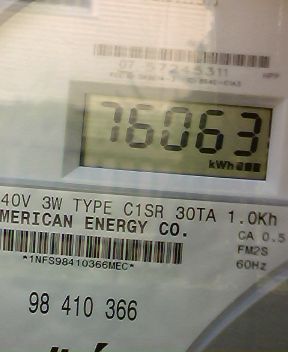 76063
kWh
40V 3W TYPE C1SR 30TA 1.0Kh
MERICAN ENERGY CO.
CA 0.5
FM2S
60Hz
*1NFS98410366MEC*
98 410 366